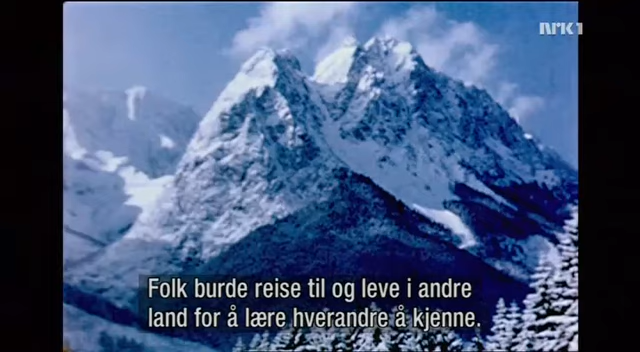 NRK1
Folk burde reise til og leve i andre
land for å lære hverandre å kjenne.